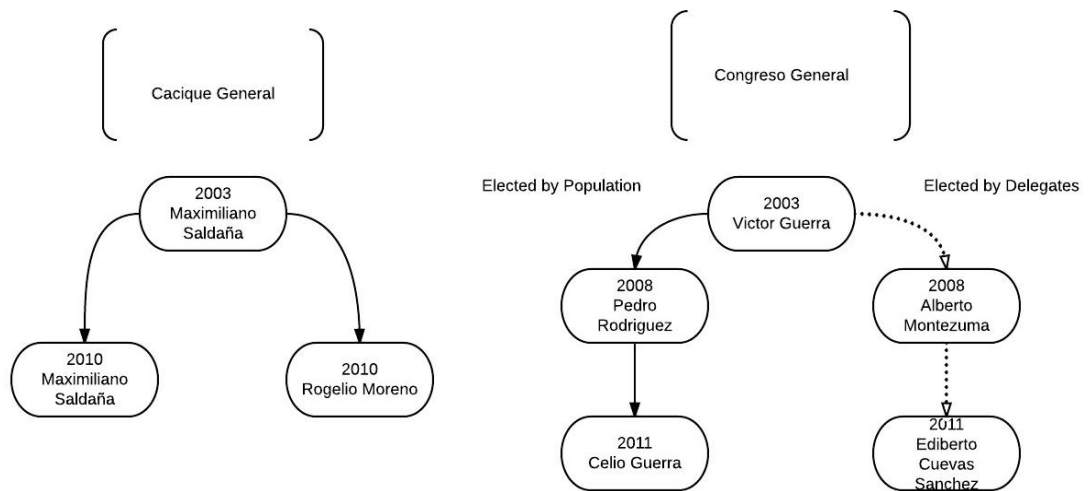 Cacique General
2003
Maximiliano
Saldaña
2010
Maximiliano
Saldaña
2010
Rogelio Moreno
Congreso General
Elected by Population
Elected by Delegates
2003
Victor Guerra
2008
Pedro
Rodriguez
2008
Alberto
Montezuma
2011
Celio Guerra
2011
Ediberto
Cuevas
Sanchez